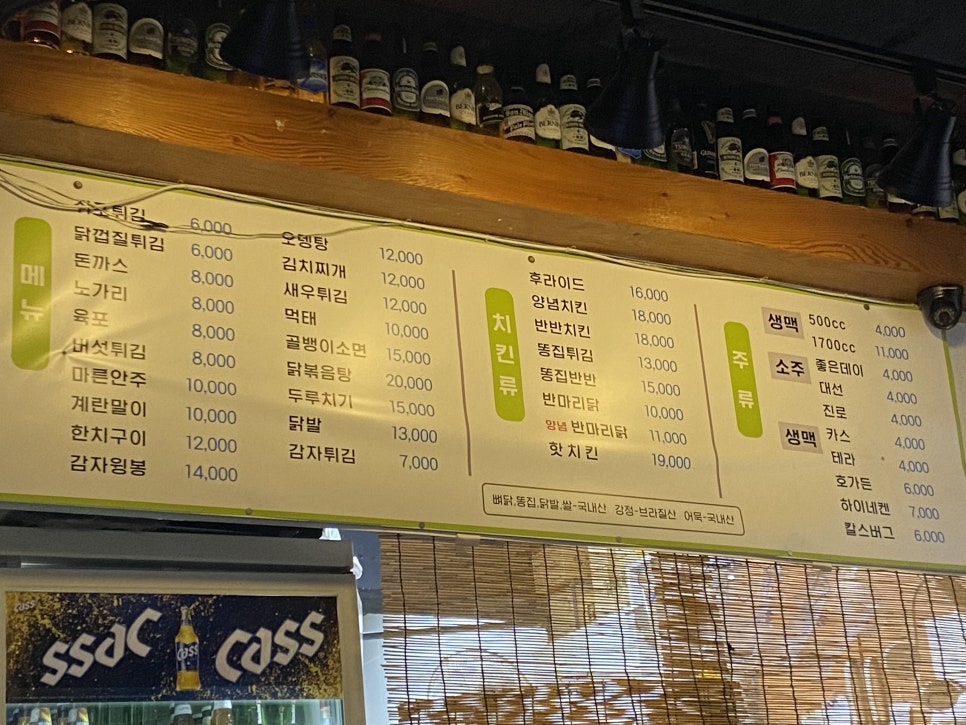 메뉴
튀김 6,000
닭껍질튀김 6,000
돈까스 8,000
노가리 8,000
육포 8,000
버섯튀김 8,000
마른안주 10,000
계란말이 10,000
한치구이 12,000
감자윙봉 14,000
오뎅탕 12,000
김치찌개 12,000
새우튀김 12,000
먹태 10,000
골뱅이소면 15,000
닭볶음탕 20,000
두루치기 15,000
닭발 13,000
감자튀김 7,000
치킨류
후라이드 16,000
양념치킨 18,000
반반치킨 18,000
똥집튀김 13,000
똥집반반 15,000
반마리닭 10,000
양념 반마리닭 11,000
핫치킨 19,000
뼈닭,똥집,닭발,쌀-국내산 강정-브라질산 어묵-국내산
주류
생맥 500cc 4,000
1700cc 11,000
소주 좋은데이 4,000
대선 4,000
진로 4,000
생맥 카스 4,000
테라 4,000
호가든 6,000
하이네켄 7,000
칼스버그 6,000
Cass
ssac Cass Cass